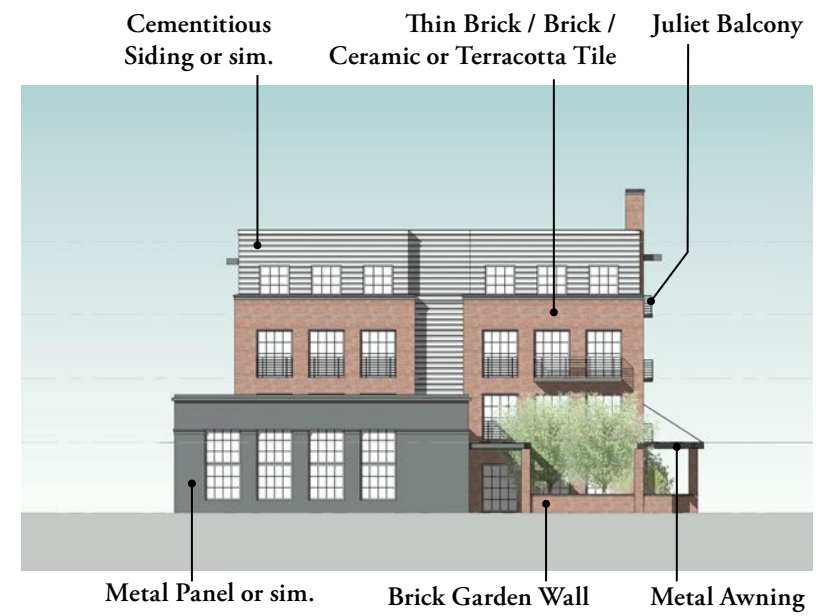 Cementitious
Siding or sim.
Thin Brick / Brick /
Ceramic or Terracotta Tile
Juliet Balcony
Metal Panel or sim.
Brick Garden Wall
Metal Awning